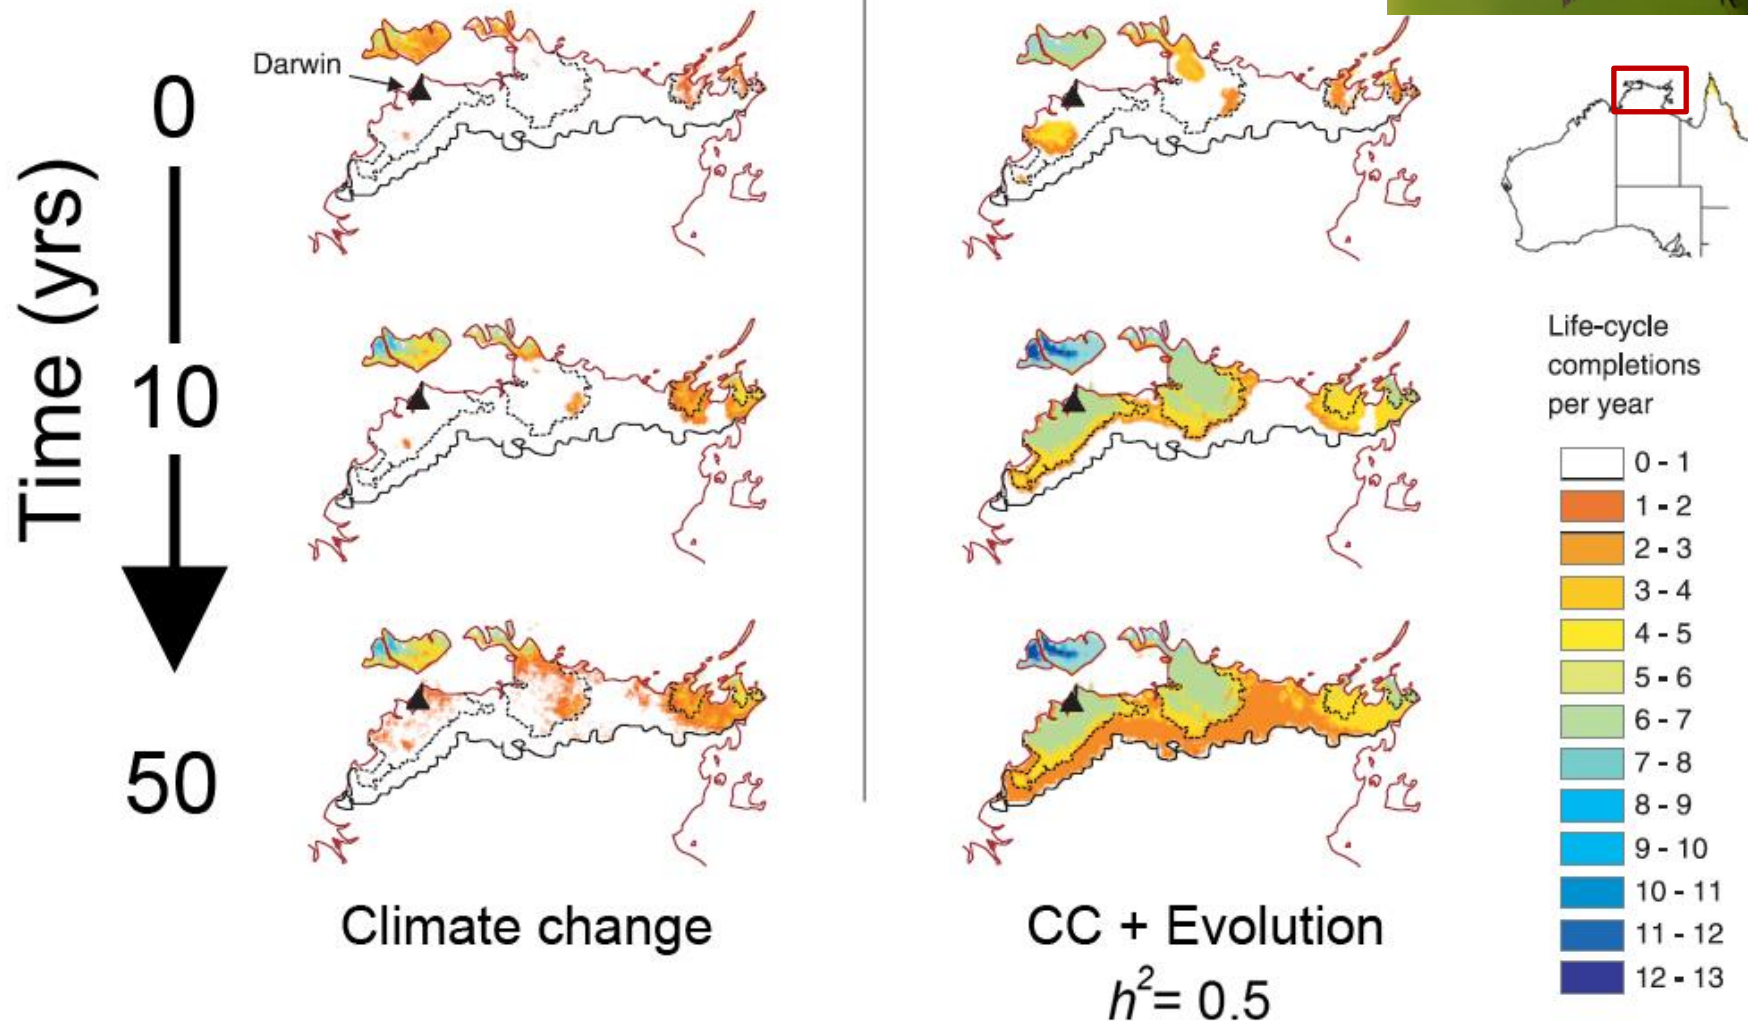 Time (yrs)
0
10
50
Darwin
Climate change
CC + Evolution
h²= 0.5
Life-cycle
completions
per year
0 - 1
1 - 2
2 - 3
3 - 4
4 - 5
5 - 6
6 - 7
7 - 8
8 - 9
9 - 10
10 - 11
11 - 12
12 - 13